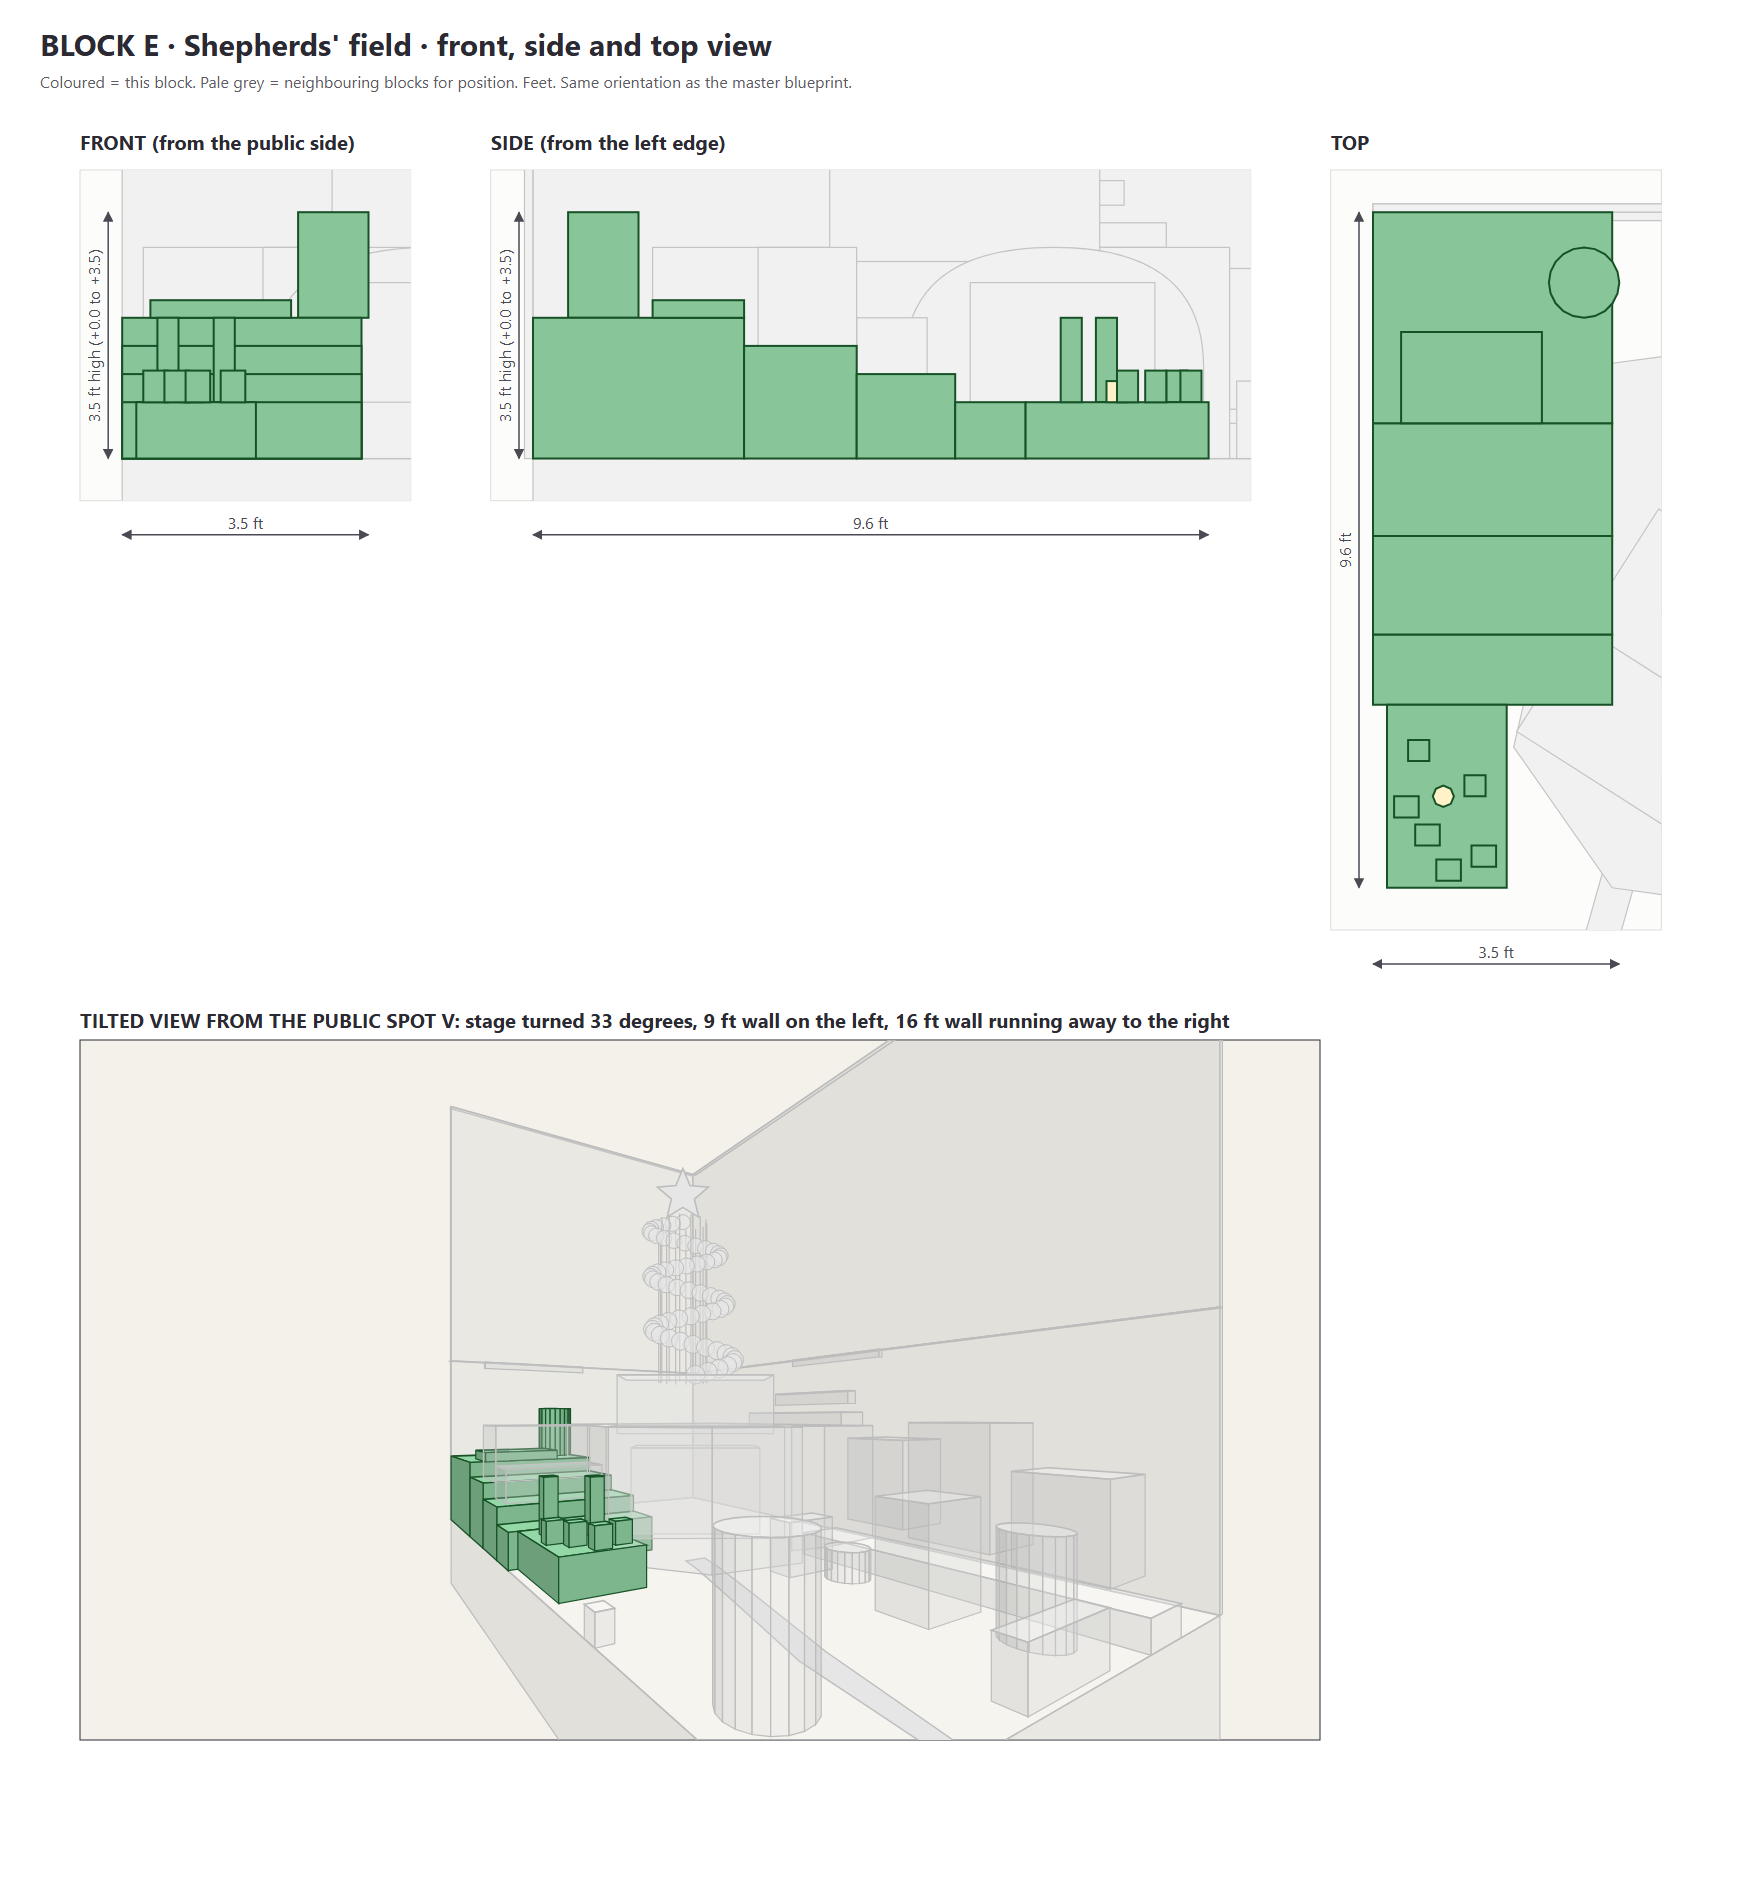 BLOCK E · Shepherds' field · front, side and top view
Coloured = this block. Pale grey = neighbouring blocks for position. Feet. Same orientation as the master blueprint.
FRONT (from the public side)
SIDE (from the left edge)
TOP
3.5 ft high (+0.0 to +3.5)
3.5 ft high (+0.0 to +3.5)
9.6 ft
3.5 ft
9.6 ft
3.5 ft
TILTED VIEW FROM THE PUBLIC SPOT V: stage turned 33 degrees, 9 ft wall on the left, 16 ft wall running away to the right